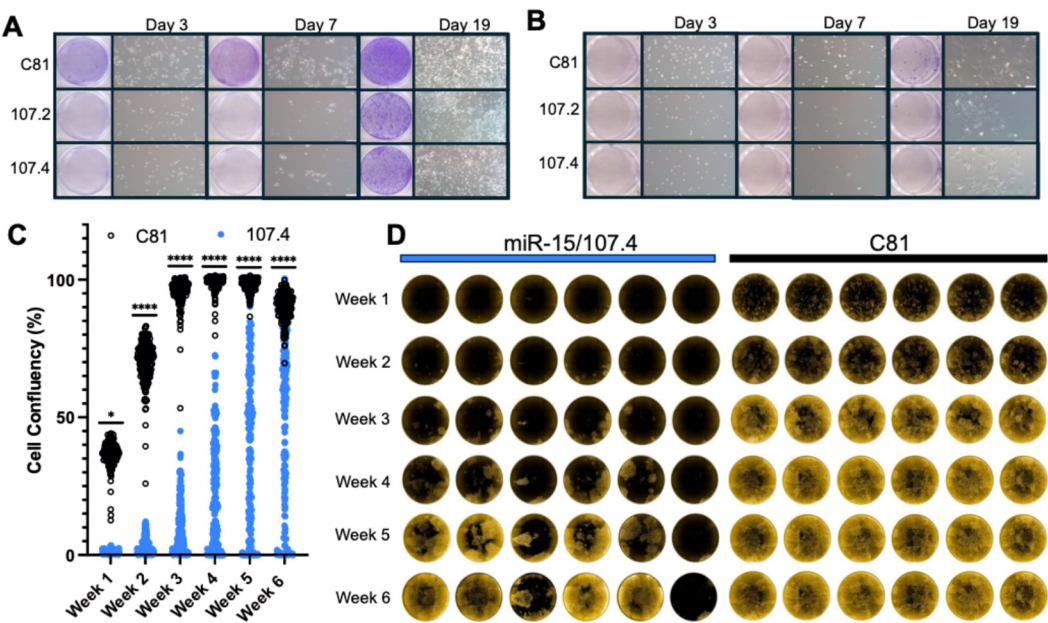 A
Day 3
Day 7
Day 19
C81
107.2
107.4
B
Day 3
Day 7
Day 19
C81
107.2
107.4
C
C81
107.4
****
****
****
****
****
*
100
50
0
Cell Confluency (%)
Week 1
Week 2
Week 3
Week 4
Week 5
Week 6
D
miR-15/107.4
C81
Week 1
Week 2
Week 3
Week 4
Week 5
Week 6